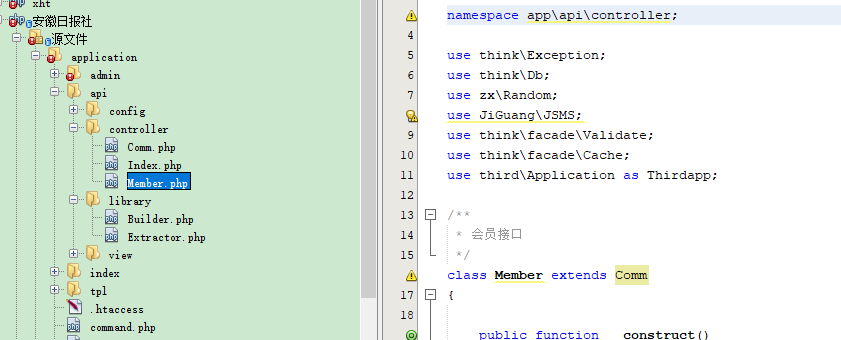 xht
安徽日报社
源文件
application
admin
api
config
controller
Comm.php
Index.php
Member.php
library
Builder.php
Extractor.php
view
index
tpl
.htaccess
command.php
namespace app\api\controller;
4
5 use think\Exception;
6 use think\Db;
7 use zx\Random;
use JiGuang\JSMS;
9 use think\facade\Validate;
10 use think\facade\Cache;
11 use third\Application as Thirdapp;
12
13 /**
14 * 会员接口
15 */
class Member extends Comm
17 {
18
public function __construct()